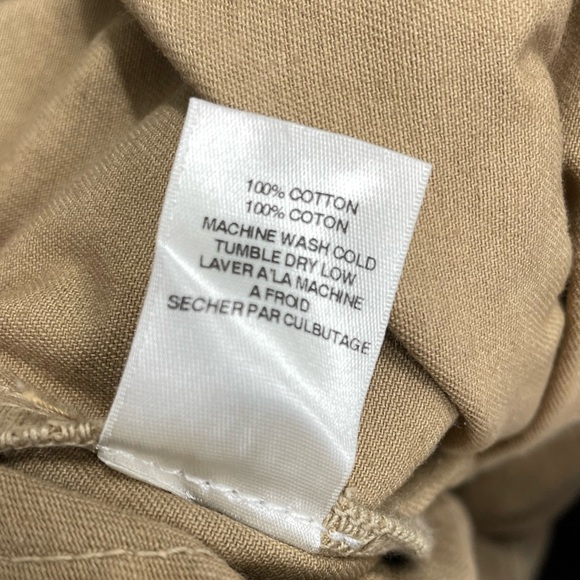 100% COTTON
100% COTON
MACHINE WASH COLD
TUMBLE DRY LOW
LAVER A'LA MACHINE
A FROID
SECHER PAR CULBUTAGE